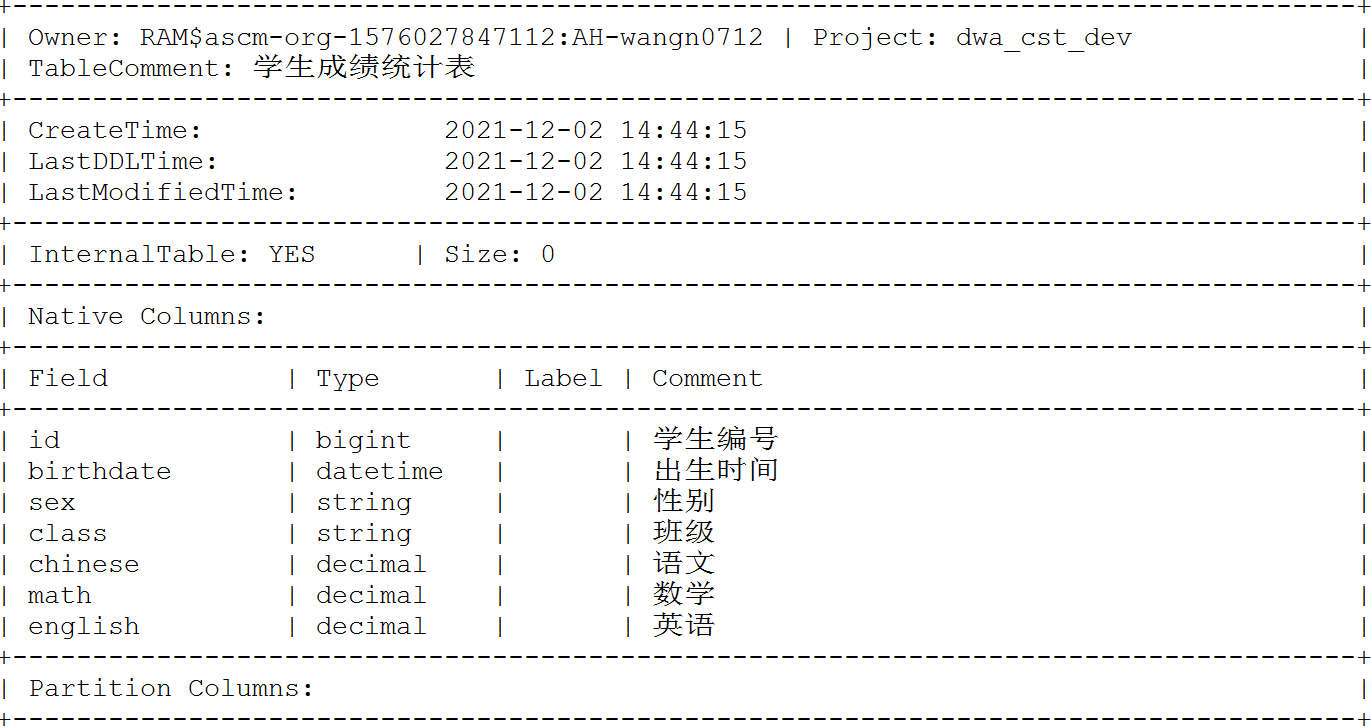 +------------------------------------------------------------------------------------+
| Owner: RAM$ascm-org-1576027847112:AH-wangn0712 | Project: dwa_cst_dev              |
| TableComment: 学生成绩统计表                                                       |
+------------------------------------------------------------------------------------+
| CreateTime:               2021-12-02 14:44:15                                      |
| LastDDLTime:              2021-12-02 14:44:15                                      |
| LastModifiedTime:         2021-12-02 14:44:15                                      |
+------------------------------------------------------------------------------------+
| InternalTable: YES      | Size: 0                                                  |
+------------------------------------------------------------------------------------+
| Native Columns:                                                                    |
+------------------------------------------------------------------------------------+
| Field           | Type       | Label | Comment                                     |
+------------------------------------------------------------------------------------+
| id              | bigint     |       | 学生编号                                    |
| birthdate       | datetime   |       | 出生时间                                    |
| sex             | string     |       | 性别                                        |
| class           | string     |       | 班级                                        |
| chinese         | decimal    |       | 语文                                        |
| math            | decimal    |       | 数学                                        |
| english         | decimal    |       | 英语                                        |
+------------------------------------------------------------------------------------+
| Partition Columns:                                                                 |
+------------------------------------------------------------------------------------+